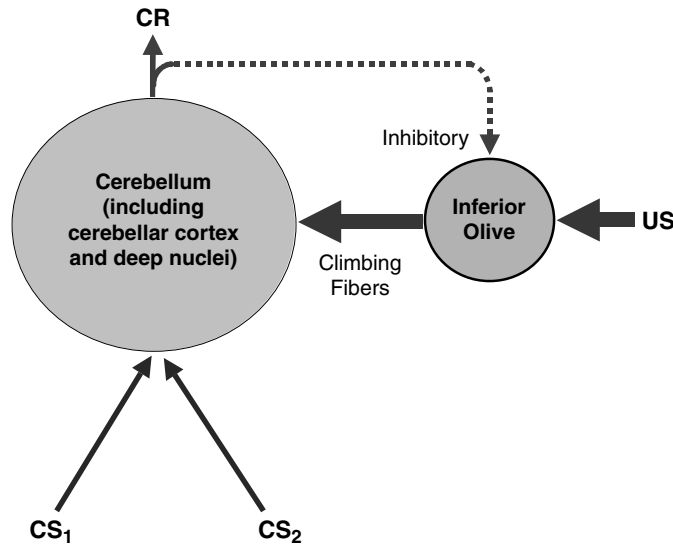 CR
Inhibitory
Cerebellum
(including
cerebellar cortex
and deep nuclei)
Inferior
Olive
US
Climbing
Fibers
CS₁
CS₂